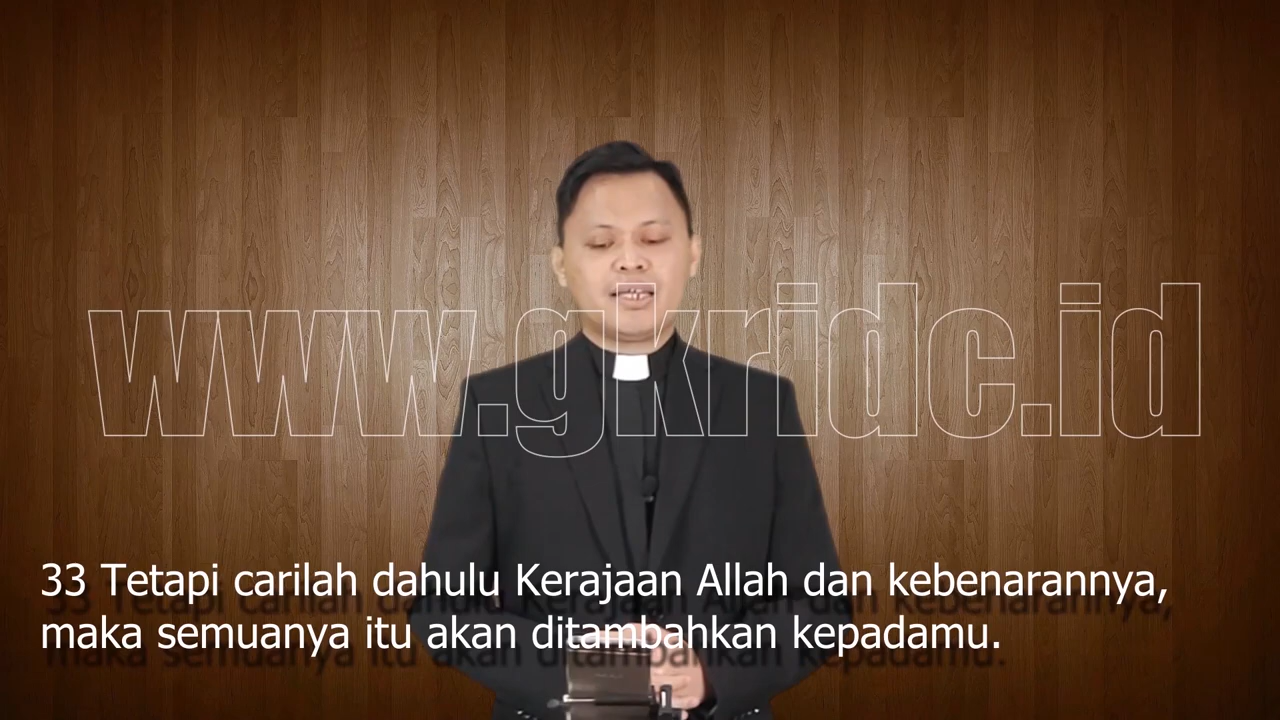 www.gkridc.id
33 Tetapi carilah dahulu Kerajaan Allah dan kebenarannya,
maka semuanya itu akan ditambahkan kepadamu.